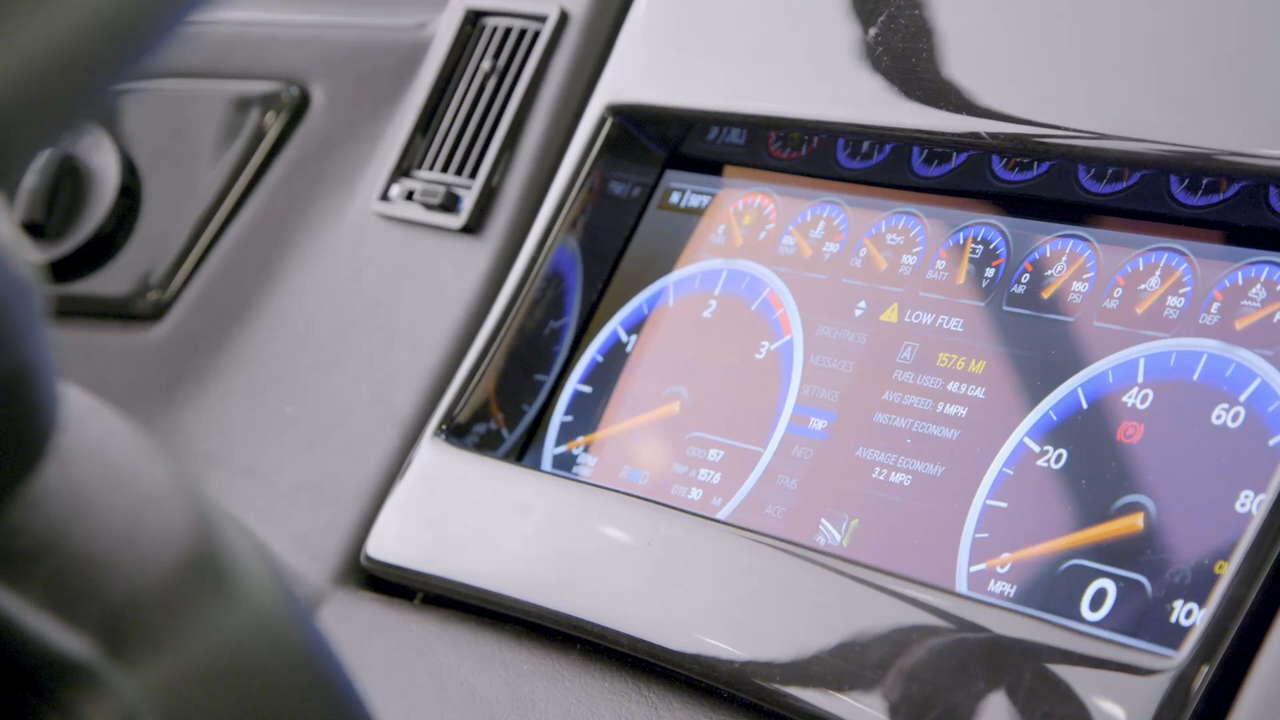 250
0
OIL
100
PSI
10
BATT
18
V
0
AIR
160
PSI
0
AIR
160
PSI
E
DEF
F
1
2
3
LOW FUEL
BRIGHTNESS
MESSAGES
SETTINGS
TRIP
INFO
TPMS
ACC
A 157.6 MI
FUEL USED: 48.9 GAL
AVG SPEED: 9 MPH
INSTANT ECONOMY
-
AVERAGE ECONOMY
3.2 MPG
ODO 157
TRIP A 157.6
DTE 30 MI
0
20
40
60
80
100
MPH
0